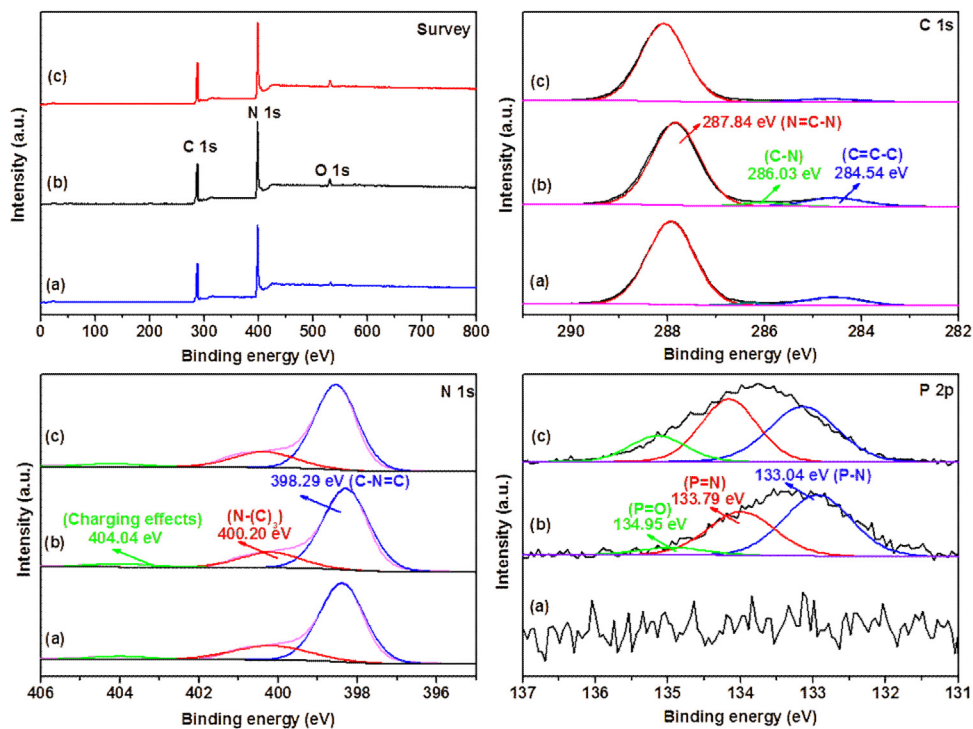 Survey
(c)
N 1s
C 1s
(b)
O 1s
(a)
Intensity (a.u.)
0 100 200 300 400 500 600 700 800
Binding energy (eV)
C 1s
(c)
287.84 eV (N=C-N)
(C-N)
286.03 eV
(C=C-C)
284.54 eV
(b)
(a)
Intensity (a.u.)
290 288 286 284 282
Binding energy (eV)
N 1s
(c)
398.29 eV (C-N=C)
(N-(C)3)
400.20 eV
(Charging effects)
404.04 eV
(b)
(a)
Intensity (a.u.)
406 404 402 400 398 396
Binding energy (eV)
P 2p
(c)
133.04 eV (P-N)
(P=N)
133.79 eV
(P=O)
134.95 eV
(b)
(a)
Intensity (a.u.)
137 136 135 134 133 132 131
Binding energy (eV)